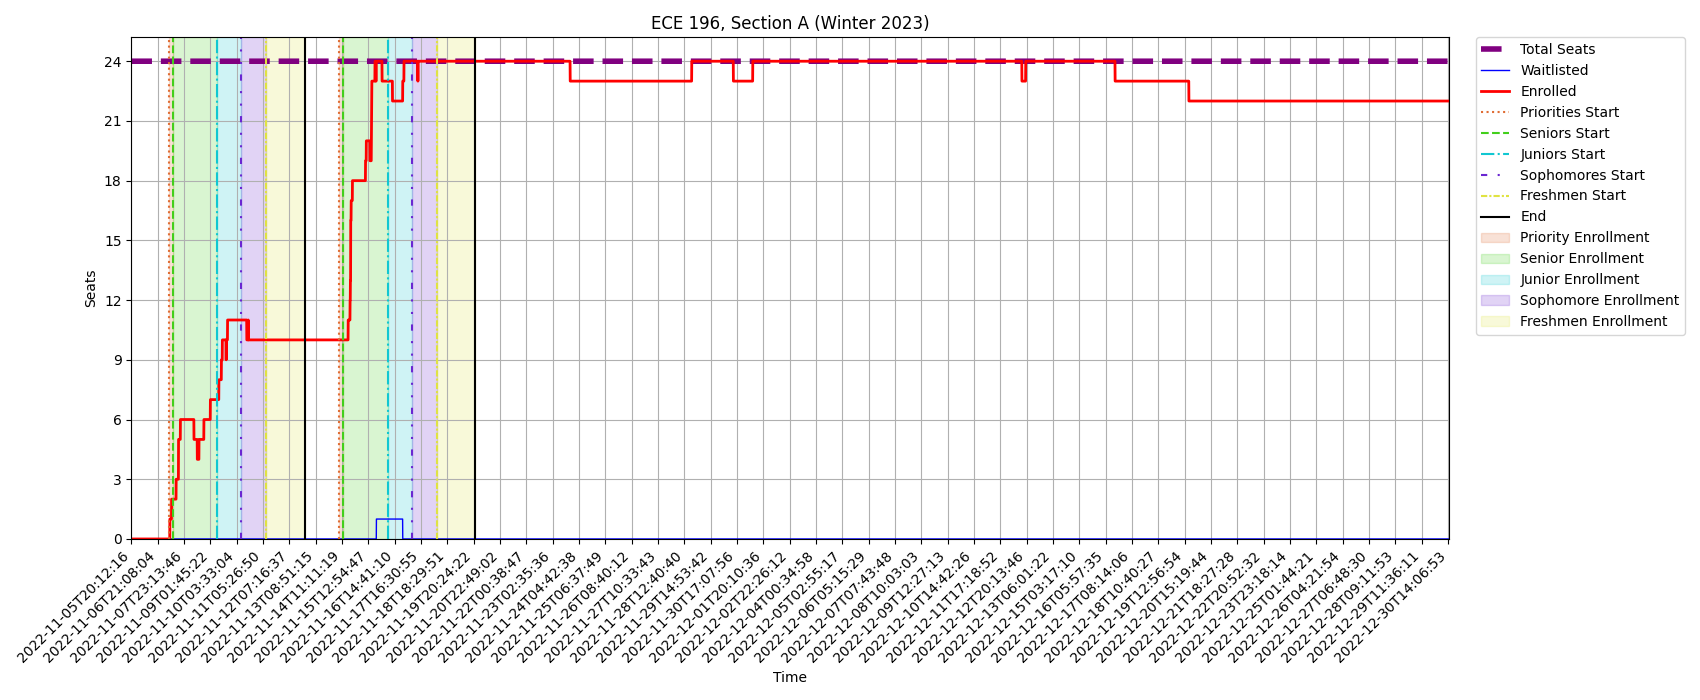 ECE 196, Section A (Winter 2023)
Total Seats
Waitlisted
Enrolled
Priorities Start
Seniors Start
Juniors Start
Sophomores Start
Freshmen Start
End
Priority Enrollment
Senior Enrollment
Junior Enrollment
Sophomore Enrollment
Freshmen Enrollment
Seats
24
21
18
15
12
9
6
3
0
2022-11-05T20:12:16
2022-11-06T21:08:04
2022-11-07T23:13:46
2022-11-09T01:45:22
2022-11-10T03:33:04
2022-11-11T05:26:50
2022-11-12T07:16:37
2022-11-13T08:51:15
2022-11-14T11:11:19
2022-11-15T12:54:47
2022-11-16T14:41:10
2022-11-17T16:30:55
2022-11-18T18:29:51
2022-11-19T20:24:22
2022-11-20T22:49:02
2022-11-22T00:38:47
2022-11-23T02:35:36
2022-11-24T04:42:38
2022-11-25T06:37:49
2022-11-26T08:40:12
2022-11-27T10:33:43
2022-11-28T12:40:40
2022-11-29T14:53:42
2022-11-30T17:07:56
2022-12-01T20:10:36
2022-12-02T22:26:12
2022-12-04T00:34:58
2022-12-05T02:55:17
2022-12-06T05:15:29
2022-12-07T07:43:48
2022-12-08T10:03:03
2022-12-09T12:27:13
2022-12-10T14:42:26
2022-12-11T17:18:52
2022-12-12T20:13:46
2022-12-13T06:01:22
2022-12-15T03:17:10
2022-12-16T05:57:35
2022-12-17T08:14:06
2022-12-18T10:40:27
2022-12-19T12:56:54
2022-12-20T15:19:44
2022-12-21T18:27:28
2022-12-22T20:52:32
2022-12-23T23:18:14
2022-12-25T01:44:21
2022-12-26T04:21:54
2022-12-27T06:48:30
2022-12-28T09:11:53
2022-12-29T11:36:11
2022-12-30T14:06:53
Time